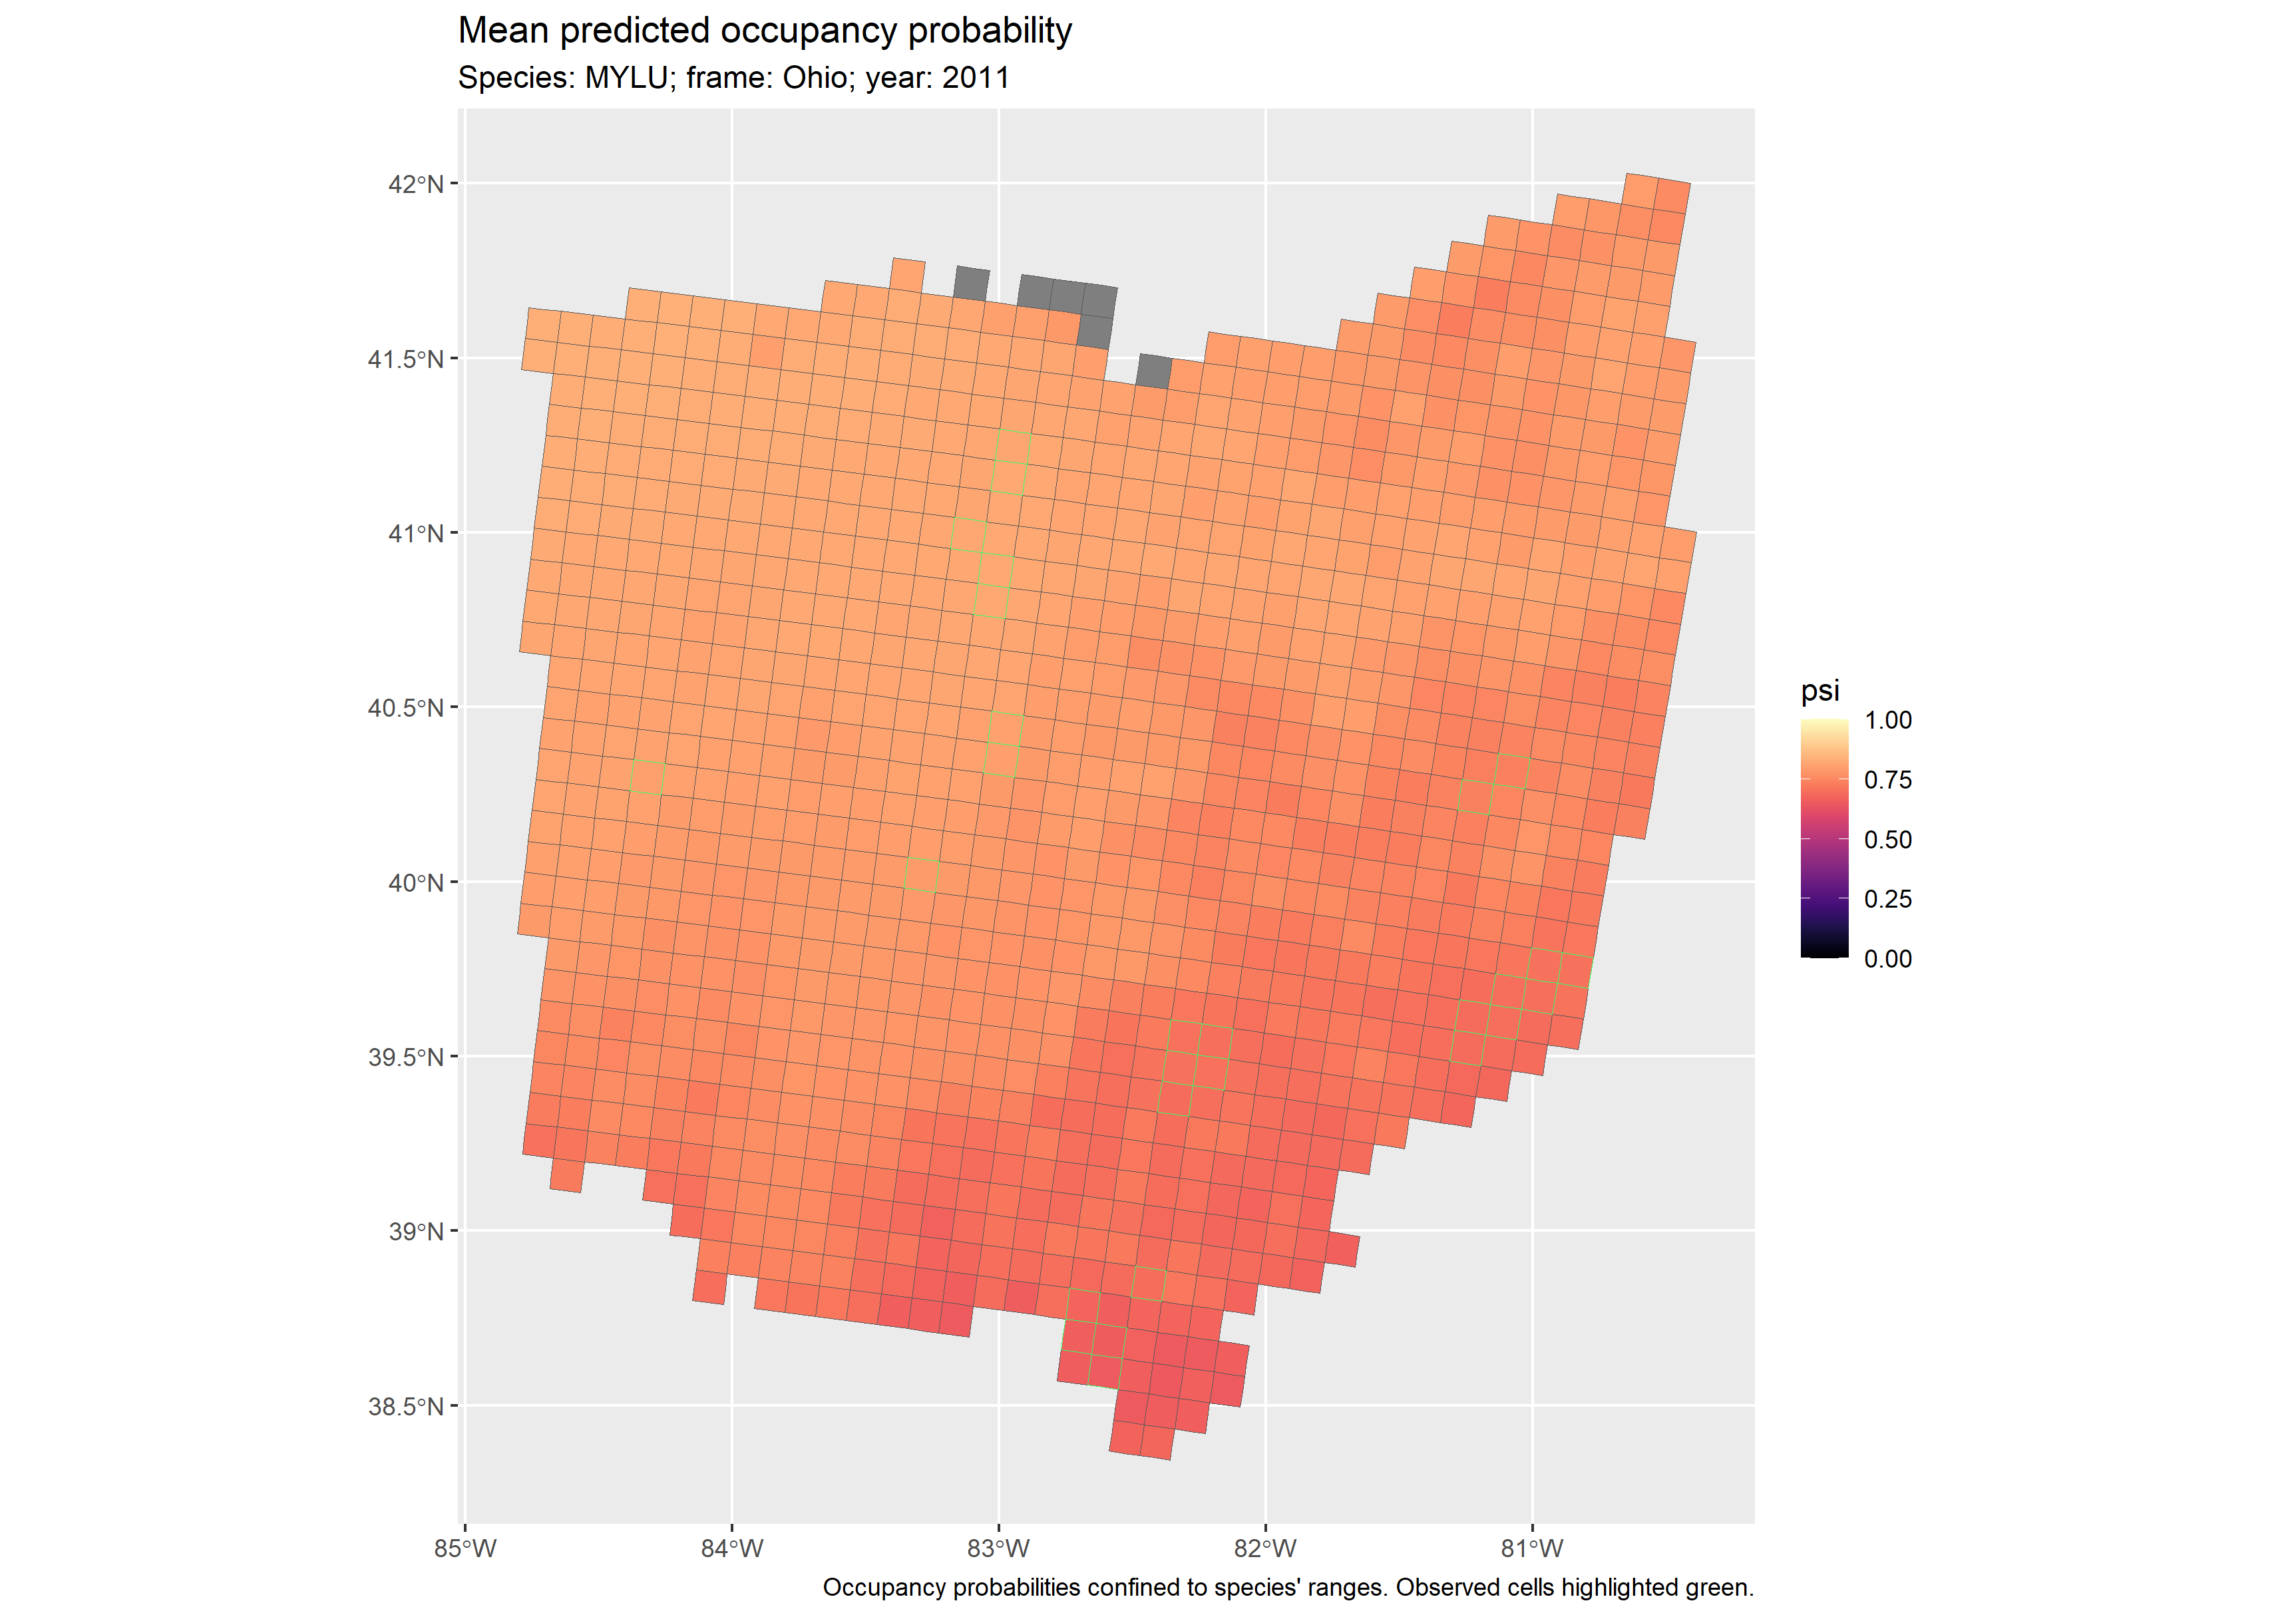 Mean predicted occupancy probability
Species: MYLU; frame: Ohio; year: 2011
42°N
41.5°N
41°N
40.5°N
40°N
39.5°N
39°N
38.5°N
85°W
84°W
83°W
82°W
81°W
psi
1.00
0.75
0.50
0.25
0.00
Occupancy probabilities confined to species' ranges. Observed cells highlighted green.